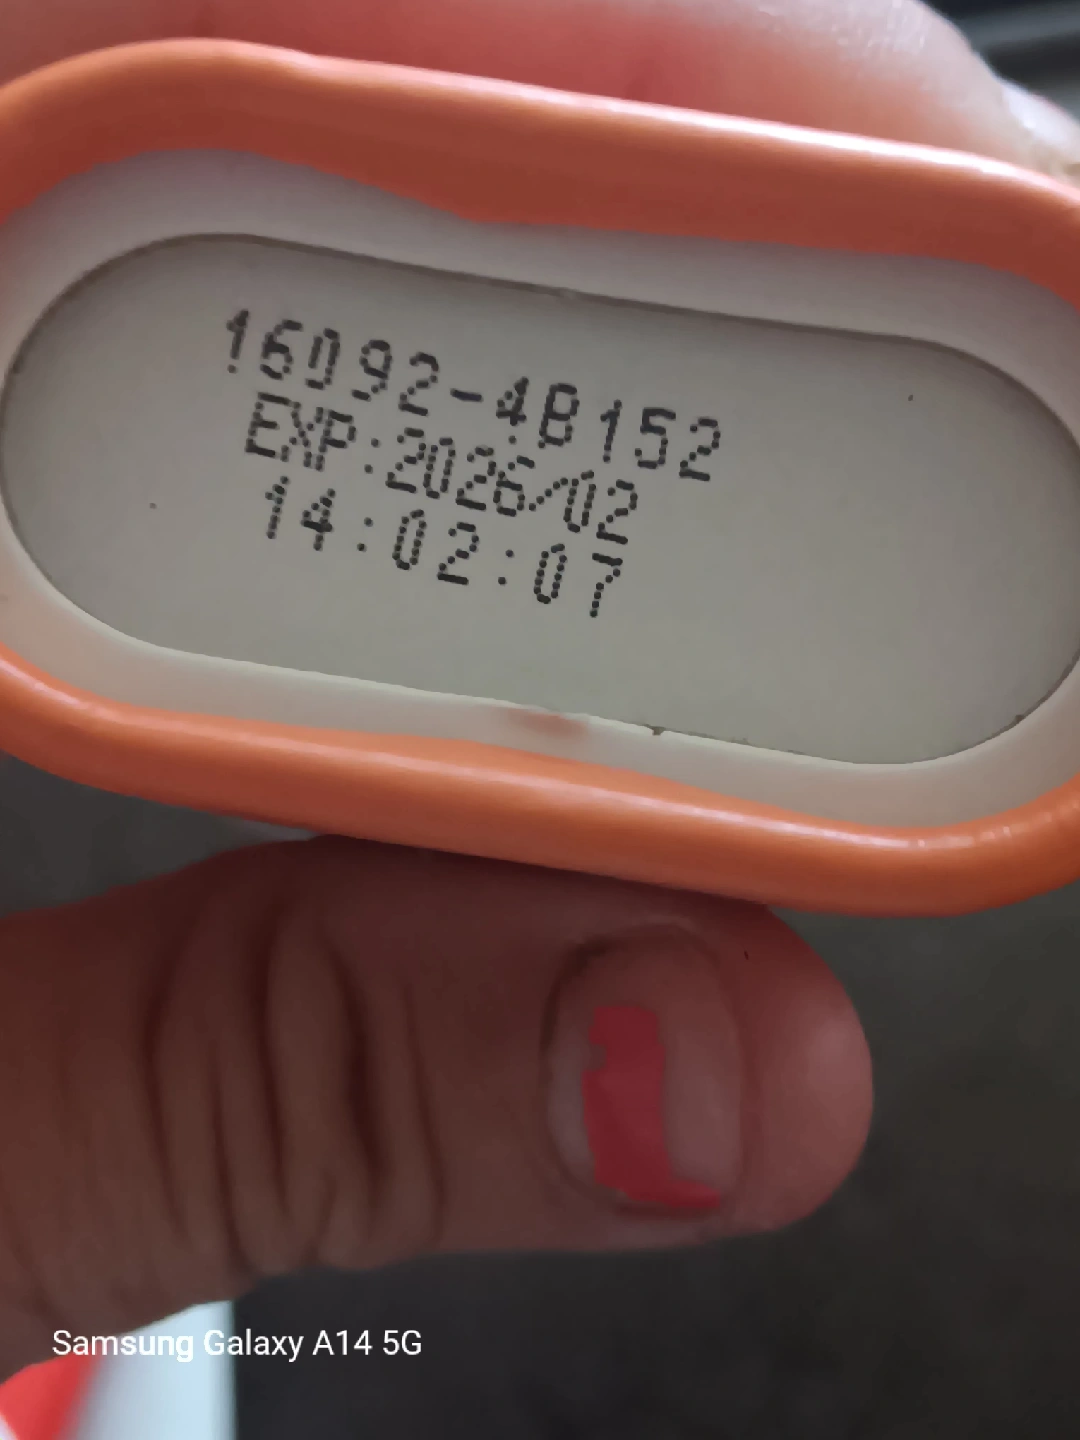 16092-4B152
EXP:2026/02
14:02:07
Samsung Galaxy A14 5G